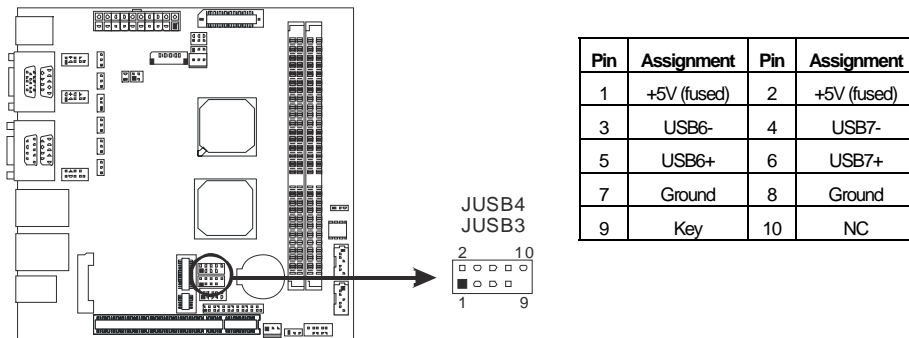 JUSB4
JUSB3
2 10
1 9
Pin Assignment Pin Assignment
1 +5V (fused) 2 +5V (fused)
3 USB6- 4 USB7-
5 USB6+ 6 USB7+
7 Ground 8 Ground
9 Key 10 NC